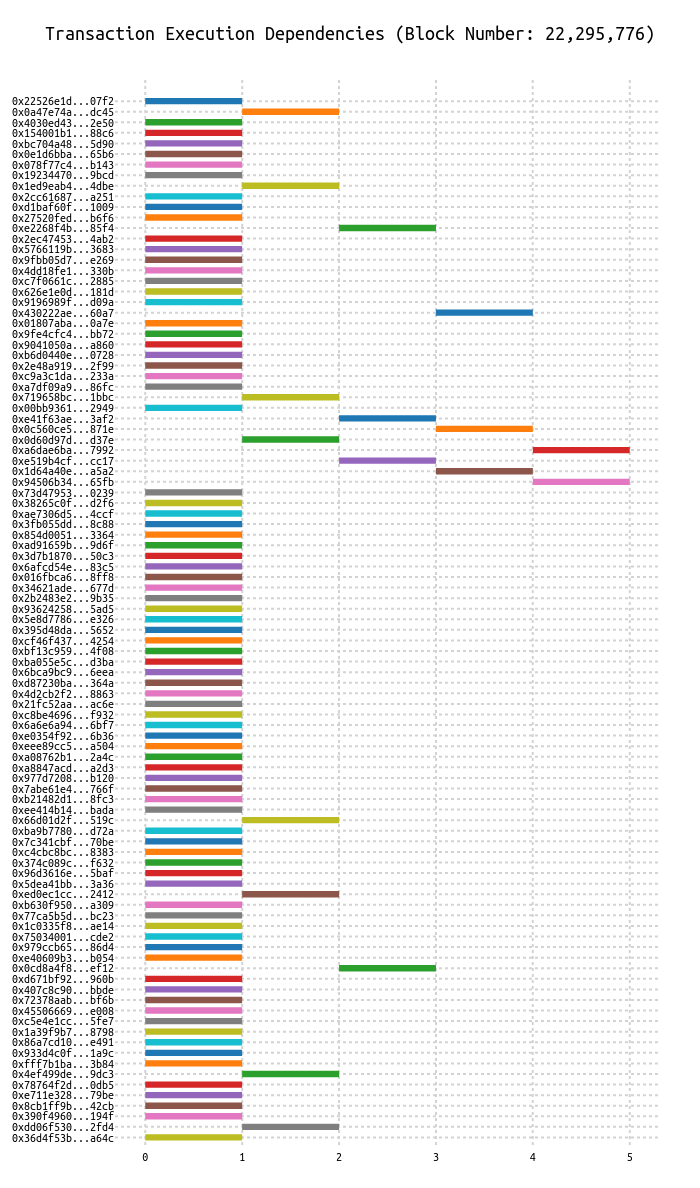 Transaction Execution Dependencies (Block Number: 22,295,776)
0x22526e1d...07f2
0x0a47e74a...dc45
0x4030ed43...2e50
0x154001b1...88c6
0xbc704a48...5d90
0x0e1d6bba...65b6
0x078f77c4...b143
0x19234470...9bcd
0x1ed9eab4...4dbe
0x2cc61687...a251
0xd1baf60f...1009
0x27520fed...b6f6
0xe2268f4b...85f4
0x2ec47453...4ab2
0x5766119b...3683
0x9fbb05d7...e269
0x4dd18fe1...330b
0xc7f0661c...2885
0x626e1e0d...181d
0x9196989f...d09a
0x430222ae...60a7
0x01807aba...0a7e
0x9fe4cfc4...bb72
0x9041050a...a860
0xb6d0440e...0728
0x2e48a919...2f99
0xc9a3c1da...233a
0xa7df09a9...86fc
0x719658bc...1bbc
0x00bb9361...2949
0xe41f63ae...3af2
0x0c560ce5...871e
0x0d60d97d...d37e
0xa6dae6ba...7992
0xe519b4cf...cc17
0x1d64a40e...a5a2
0x94506b34...65fb
0x73d47953...0239
0x38265c0f...d2f6
0xae7306d5...4ccf
0x3fb055dd...8c88
0x854d0051...3364
0xad91659b...9d6f
0x3d7b1870...50c3
0x6afcd54e...83c5
0x016fbca6...8ff8
0x34621ade...677d
0x2b2483e2...9b35
0x93624258...5ad5
0x5e8d7786...e326
0x395d48da...5652
0xcf46f437...4254
0xbf13c959...4f08
0xba055e5c...d3ba
0x6bca9bc9...6eea
0xd87230ba...364a
0x4d2cb2f2...8863
0x21fc52aa...ac6e
0xc8be4696...f932
0x6a6e6a94...6bf7
0xe0354f92...6b36
0xeee89cc5...a504
0xa08762b1...2a4c
0xa8847acd...a2d3
0x977d7208...b120
0x7abe61e4...766f
0xb21482d1...8fc3
0xee414b14...bada
0x66d01d2f...519c
0xba9b7780...d72a
0x7c341cbf...70be
0xc4cbc8bc...8383
0x374c089c...f632
0x96d3616e...5baf
0x5dea41bb...3a36
0xed0ec1cc...2412
0xb630f950...a309
0x77ca5b5d...bc23
0x1c0335f8...ae14
0x75034001...cde2
0x979ccb65...86d4
0xe40609b3...b054
0x0cd8a4f8...ef12
0xd671bf92...960b
0x407c8c90...bbde
0x72378aab...bf6b
0x45506669...e008
0xc5e4e1cc...5fe7
0x1a39f9b7...8798
0x86a7cd10...e491
0x933d4c0f...1a9c
0xfff7b1ba...3b84
0x4ef499de...9dc3
0x78764f2d...0db5
0xe711e328...79be
0x8cb1ff9b...42cb
0x390f4960...194f
0xdd06f530...2fd4
0x36d4f53b...a64c
0 1 2 3 4 5